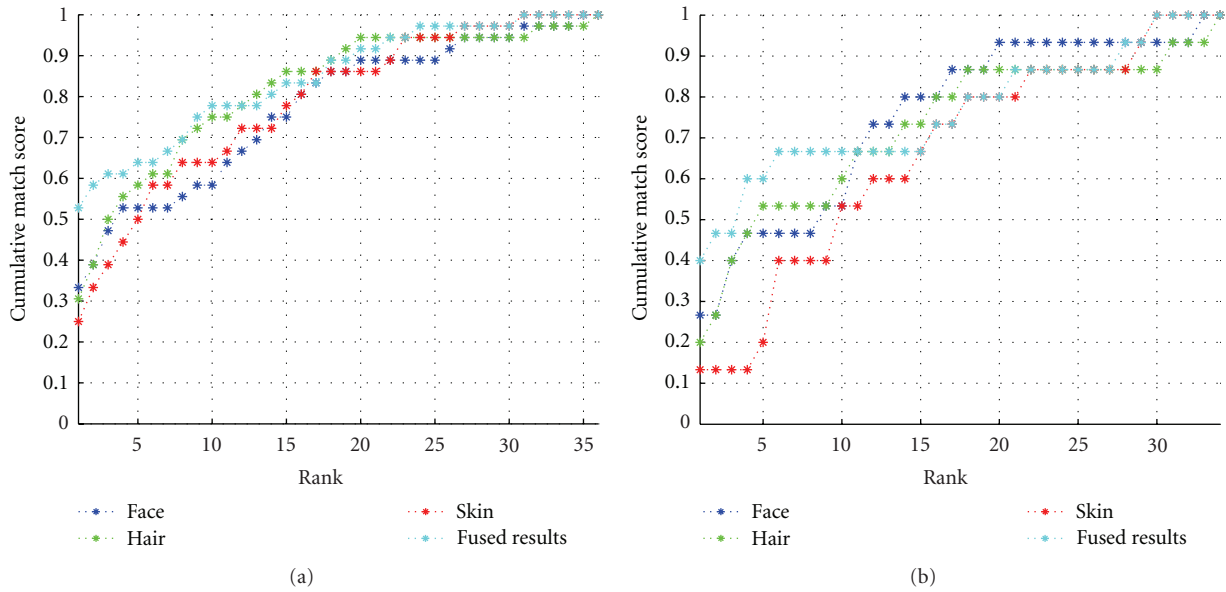 1
0.9
0.8
0.7
0.6
0.5
0.4
0.3
0.2
0.1
0
Cumulative match score
5 10 15 20 25 30 35
Rank
Face
Hair
Skin
Fused results
(a)
1
0.9
0.8
0.7
0.6
0.5
0.4
0.3
0.2
0.1
0
Cumulative match score
5 10 15 20 25 30
Rank
Face
Hair
Skin
Fused results
(b)